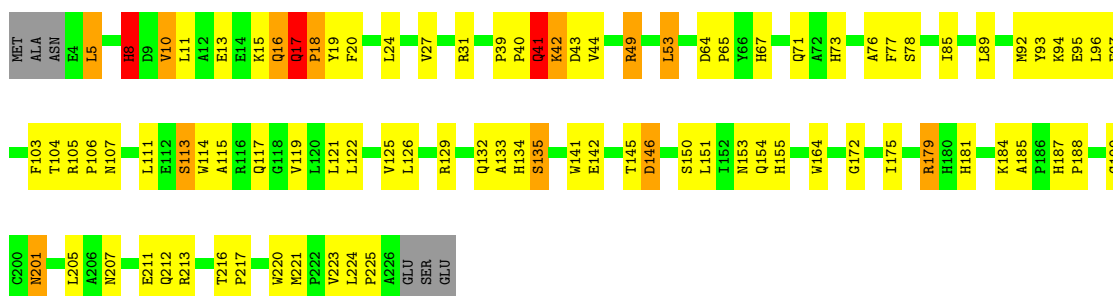 MET ALA ASN E4 L5 H8 D9 V10 L11 A12 E13 E14 K15 Q16 Q17 P18 Y19 F20 L24 V27 R31 P39 P40 Q41 K42 D43 V44 R49 L53 D64 P65 Y66 H67 Q71 A72 H73 A76 F77 S78 I85 L89 M92 Y93 K94 E95 L96
F103 T104 R105 P106 N107 L111 E112 S113 W114 A115 R116 Q117 G118 V119 L120 L121 L122 V125 L126 R129 Q132 A133 H134 S135 W141 E142 T145 D146 S150 L151 I152 N153 Q154 H155 W164 G172 I175 R179 H180 H181 K184 A185 P186 H187 P188
C200 N201 L205 A206 N207 E211 Q212 R213 T216 P217 W220 M221 P222 V223 L224 P225 A226 GLU SER GLU